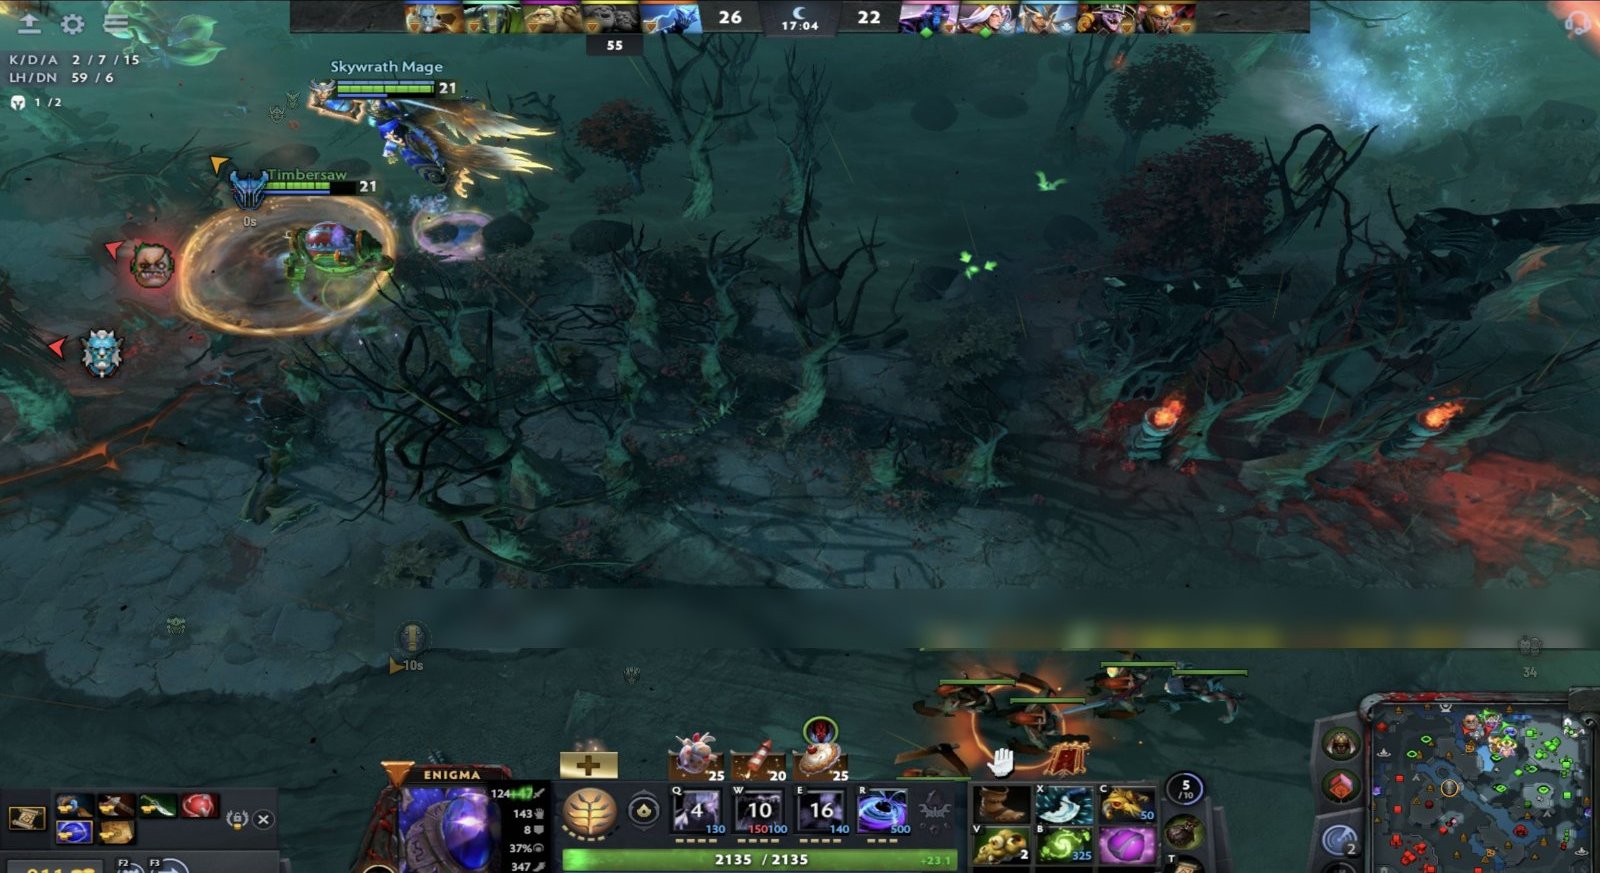 26
17:04
22
55
K/D/A 2 / 7 / 15
LH/DN 59 / 6
1 /2
Skywrath Mage
21
Timbersaw
21
0s
10s
34
ENIGMA
124+47
143
8
37%
347
25
20
25
Q 4 130
W 10 150 100
E 16 140
R 500
2135 / 2135
+23.1
X
C 50
V 2
B 325
5
/10
T
2
F2
F3